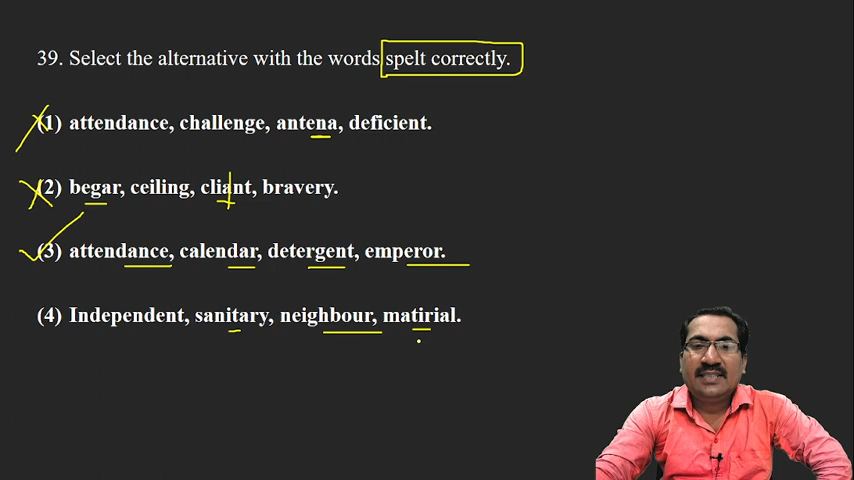 39. Select the alternative with the words spelt correctly.
(1) attendance, challenge, antena, deficient.
(2) begar, ceiling, cliant, bravery.
(3) attendance, calendar, detergent, emperor.
(4) Independent, sanitary, neighbour, matirial.